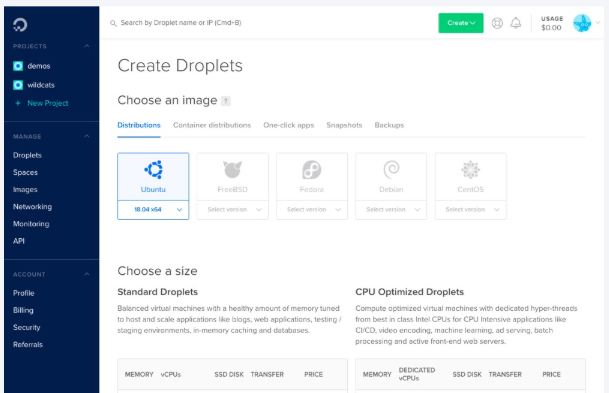 Search by Droplet name or IP (Cmd+B)
Create
USAGE
$0.00
PROJECTS
demos
wildcats
+ New Project
MANAGE
Droplets
Spaces
Images
Networking
Monitoring
API
ACCOUNT
Profile
Billing
Security
Referrals
Create Droplets
Choose an image ?
Distributions Container distributions One-click apps Snapshots Backups
Ubuntu FreeBSD Fedora Debian CentOS
18.04 x64 Select version Select version Select version Select version
Choose a size
Standard Droplets
Balanced virtual machines with a healthy amount of memory tuned
to host and scale applications like blogs, web applications, testing /
staging environments, in-memory caching and databases.
MEMORY vCPUs SSD DISK TRANSFER PRICE
CPU Optimized Droplets
Compute optimized virtual machines with dedicated hyper-threads
from best in class Intel CPUs for CPU Intensive applications like
CI/CD, video encoding, machine learning, ad serving, batch
processing and active front-end web servers.
MEMORY DEDICATED vCPUs SSD DISK TRANSFER PRICE